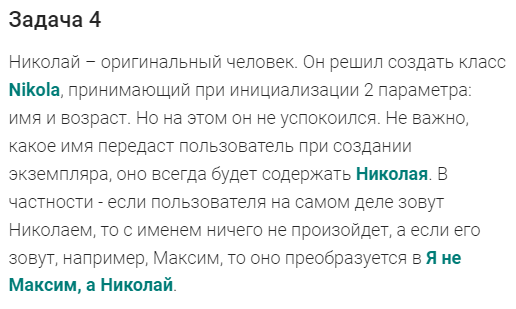 Задача 4
Николай – оригинальный человек. Он решил создать класс
Nikola, принимающий при инициализации 2 параметра:
имя и возраст. Но на этом он не успокоился. Не важно,
какое имя передаст пользователь при создании
экземпляра, оно всегда будет содержать Николая. В
частности - если пользователя на самом деле зовут
Николаем, то с именем ничего не произойдет, а если его
зовут, например, Максим, то оно преобразуется в Я не
Максим, а Николай.